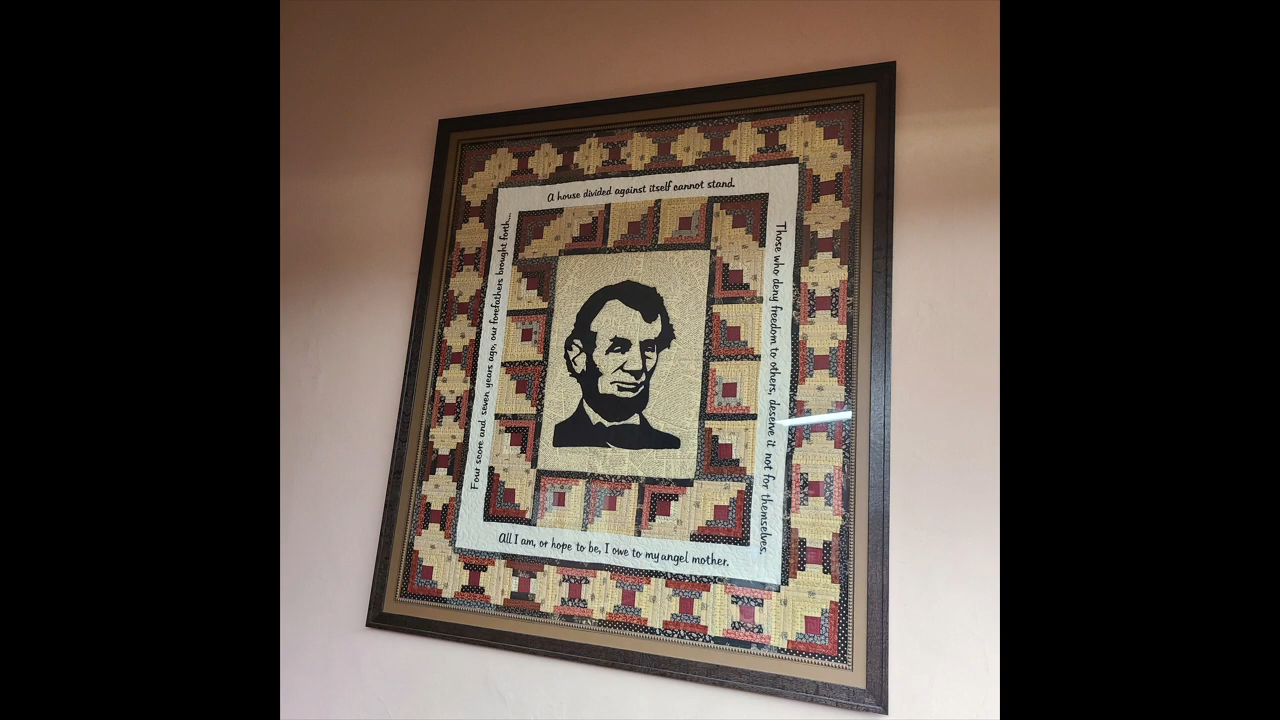 A house divided against itself cannot stand.
Those who deny freedom to others, deserve it not for themselves.
All I am, or hope to be, I owe to my angel mother.
Four score and seven years ago, our forefathers brought forth...